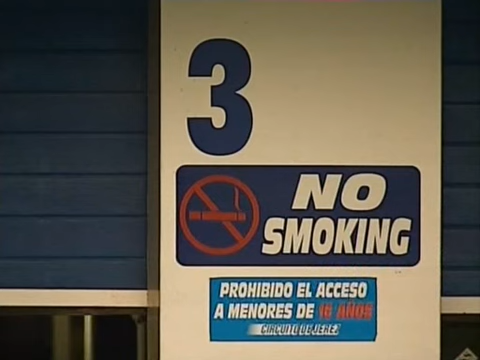 3
NO
SMOKING
PROHIBIDO EL ACCESO
A MENORES DE 16 AÑOS
CIRCUITO DE JEREZ